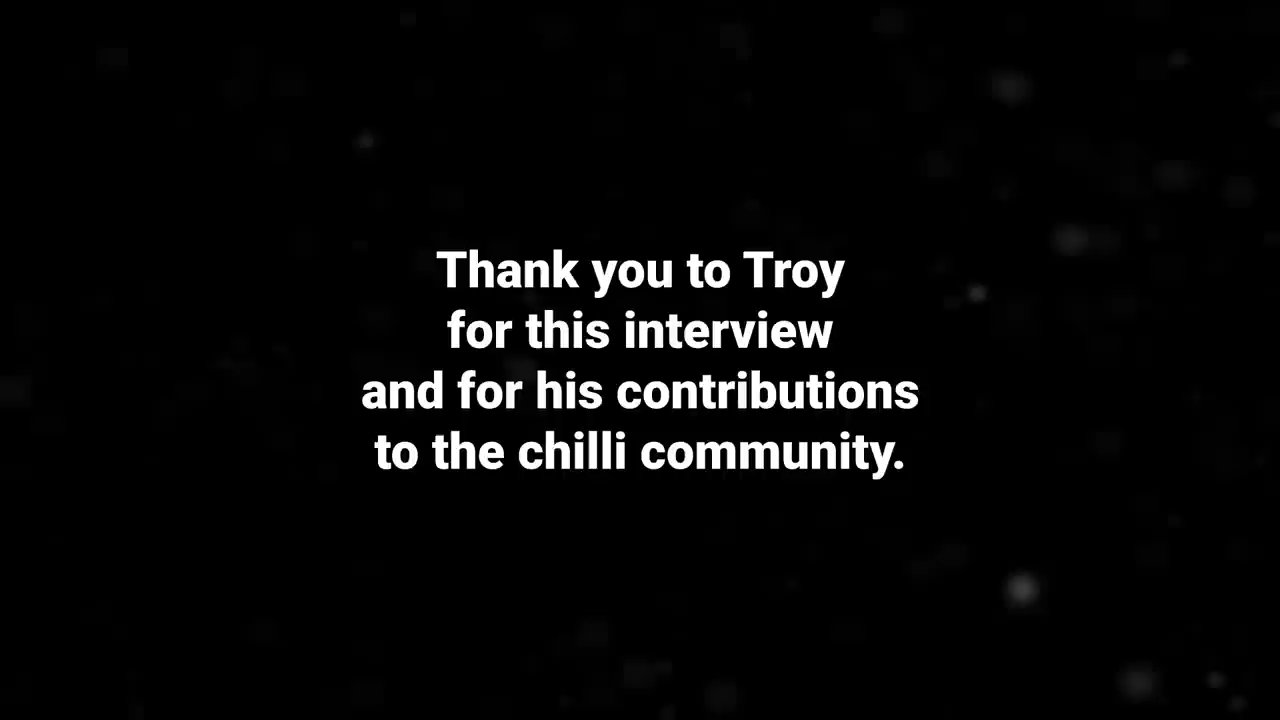 Thank you to Troy
for this interview
and for his contributions
to the chilli community.